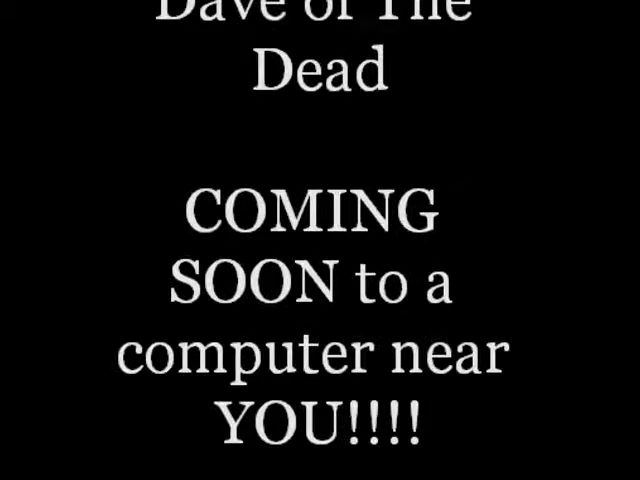 Dave of The
Dead
COMING
SOON to a
computer near
YOU!!!!